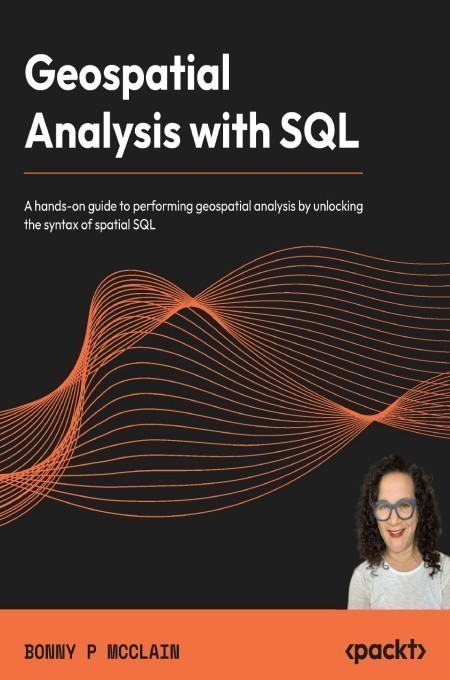 Geospatial
Analysis with SQL
A hands-on guide to performing geospatial analysis by unlocking
the syntax of spatial SQL
BONNY P MCCLAIN
<packt>